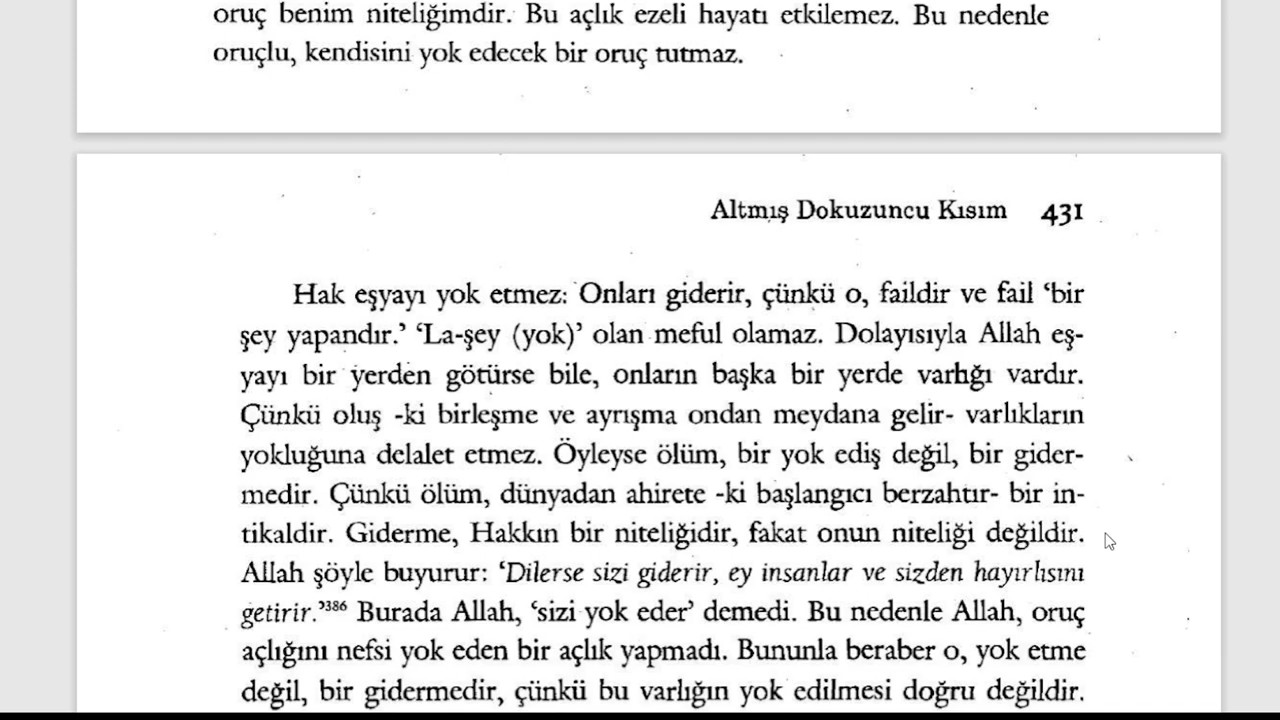 oruç benim niteliğimdir. Bu açlık ezeli hayatı etkilemez. Bu nedenle
oruçlu, kendisini yok edecek bir oruç tutmaz.
Altmış Dokuzuncu Kısım 431
Hak eşyayı yok etmez: Onları giderir, çünkü o, faildir ve fail ‘bir
şey yapandır.’ ‘La-şey (yok)’ olan meful olamaz. Dolayısıyla Allah eş-
yayı bir yerden götürse bile, onların başka bir yerde varlığı vardır.
Çünkü oluş -ki birleşme ve ayrışma ondan meydana gelir- varlıkların
yokluğuna delalet etmez. Öyleyse ölüm, bir yok ediş değil, bir gider-
medir. Çünkü ölüm, dünyadan ahirete -ki başlangıcı berzahtır- bir in-
tikaldir. Giderme, Hakkın bir niteliğidir, fakat onun niteliği değildir.
Allah şöyle buyurur: ‘Dilerse sizi giderir, ey insanlar ve sizden hayırlısını
getirir.’386 Burada Allah, ‘sizi yok eder’ demedi. Bu nedenle Allah, oruç
açlığını nefsi yok eden bir açlık yapmadı. Bununla beraber o, yok etme
değil, bir gidermedir, çünkü bu varlığın yok edilmesi doğru değildir.